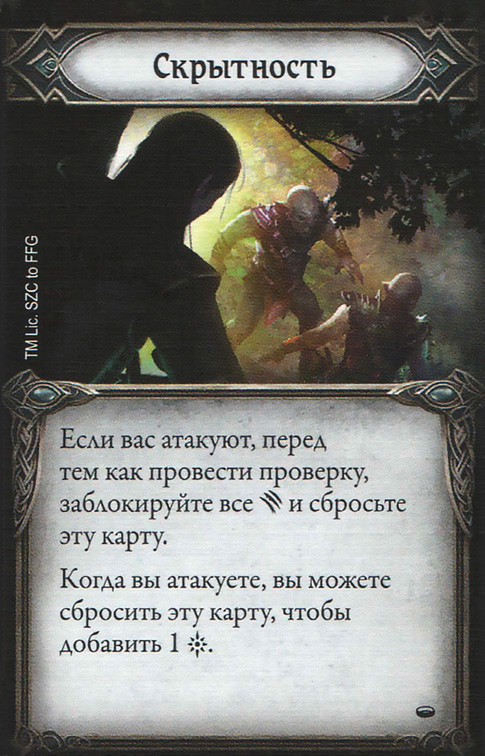 Скрытность
TM Lic. SZC to FFG
Если вас атакуют, перед
тем как провести проверку,
заблокируйте все и сбросьте
эту карту.
Когда вы атакуете, вы можете
сбросить эту карту, чтобы
добавить 1 .